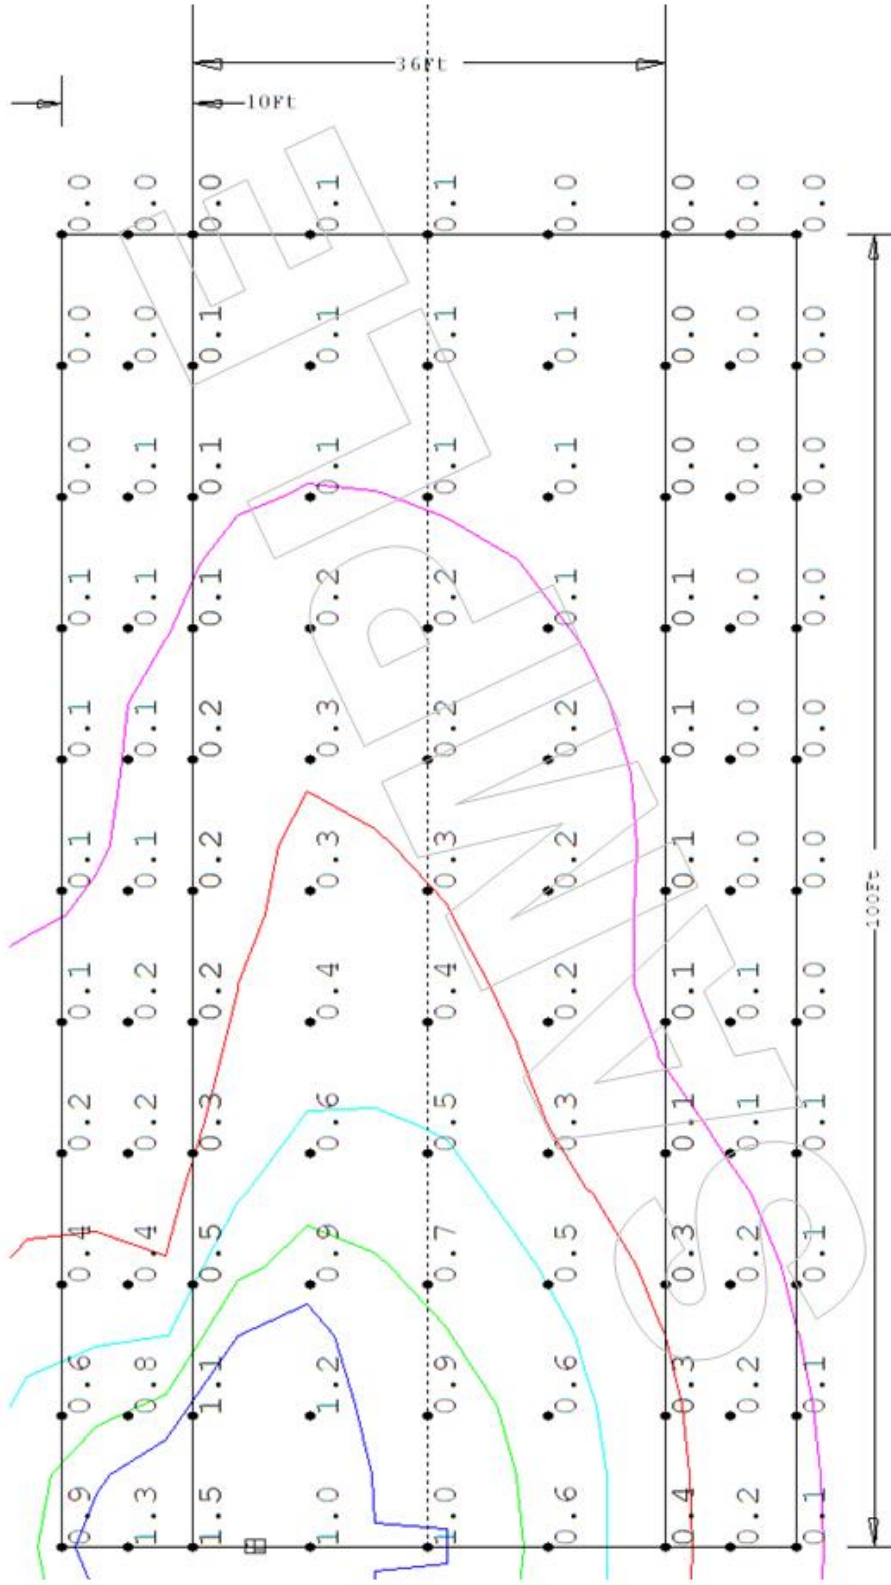 36Ft
10Ft
0.0 0.0 0.0 0.1 0.1 0.0 0.0 0.0 0.0
0.0 0.0 0.1 0.1 0.1 0.1 0.0 0.0 0.0
0.0 0.1 0.1 0.1 0.1 0.1 0.0 0.0 0.0
0.1 0.1 0.1 0.2 0.2 0.1 0.1 0.0 0.0
0.1 0.1 0.2 0.3 0.2 0.2 0.1 0.0 0.0
0.1 0.1 0.2 0.3 0.3 0.2 0.1 0.0 0.0
0.1 0.2 0.2 0.4 0.4 0.2 0.1 0.1 0.0
0.2 0.2 0.3 0.6 0.5 0.3 0.1 0.1 0.1
0.4 0.4 0.5 0.9 0.7 0.5 0.3 0.2 0.1
0.6 0.8 1.1 1.2 0.9 0.6 0.3 0.2 0.1
0.9 1.3 1.5 1.0 1.0 0.6 0.4 0.2 0.1
100Ft
SAMPLE